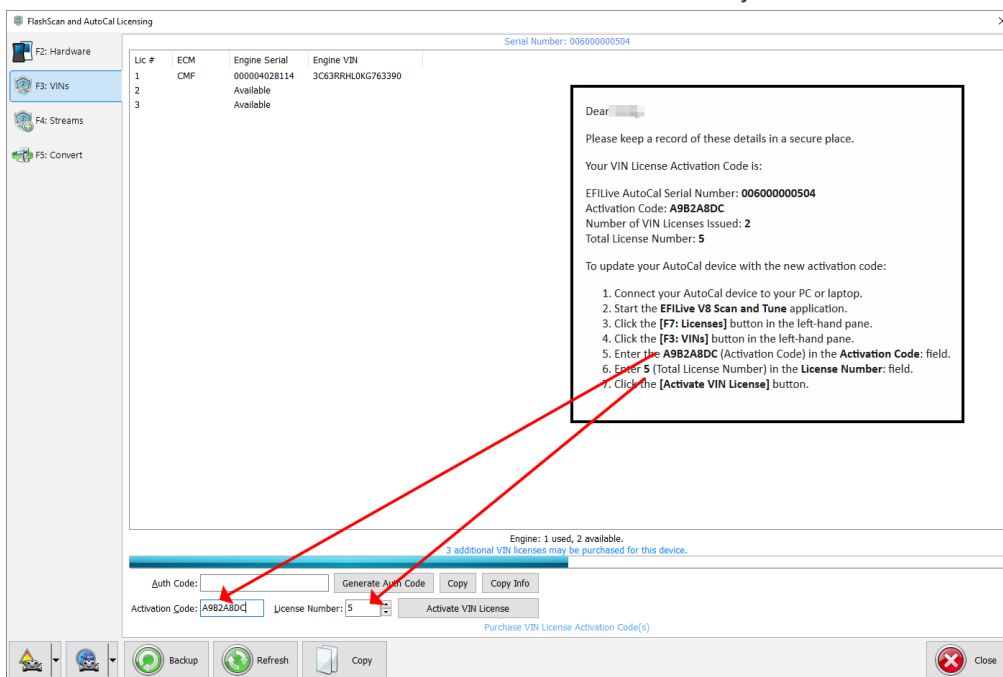 FlashScan and AutoCal Licensing
F2: Hardware
F3: VINs
F4: Streams
F5: Convert
Serial Number: 006000000504
Lic # ECM Engine Serial Engine VIN
1 CMF 000004028114 3C63RRHL0KG763390
2 Available
3 Available
Dear
Please keep a record of these details in a secure place.
Your VIN License Activation Code is:
EFILive AutoCal Serial Number: 006000000504
Activation Code: A9B2A8DC
Number of VIN Licenses Issued: 2
Total License Number: 5
To update your AutoCal device with the new activation code:
1. Connect your AutoCal device to your PC or laptop.
2. Start the EFILive V8 Scan and Tune application.
3. Click the [F7: Licenses] button in the left-hand pane.
4. Click the [F3: VINs] button in the left-hand pane.
5. Enter the A9B2A8DC (Activation Code) in the Activation Code: field.
6. Enter 5 (Total License Number) in the License Number: field.
7. Click the [Activate VIN License] button.
Engine: 1 used, 2 available.
3 additional VIN licenses may be purchased for this device.
Auth Code: Generate Auth Code Copy Copy Info
Activation Code: A9B2A8DC License Number: 5 Activate VIN License
Purchase VIN License Activation Code(s)
Backup Refresh Copy Close